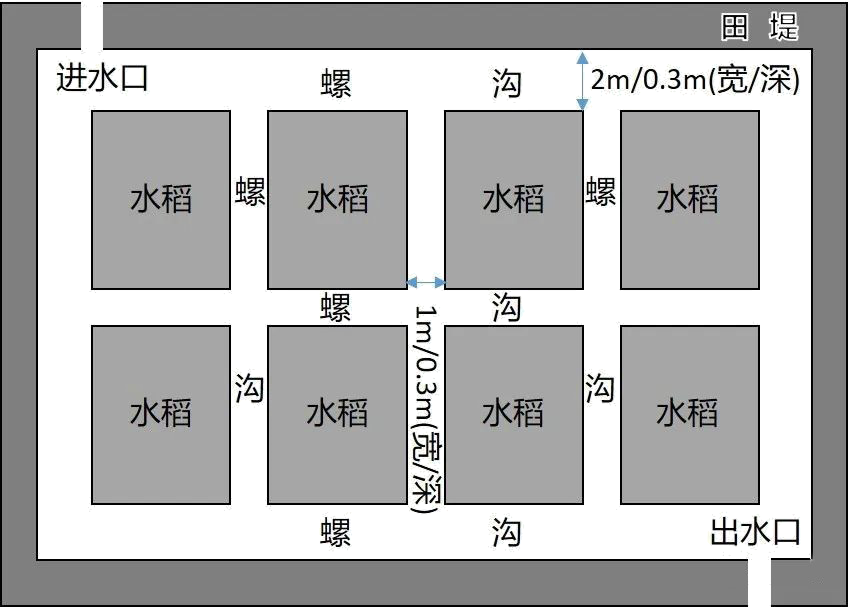 田 堤
进水口
螺 沟
2m/0.3m(宽/深)
水稻 螺 水稻 水稻 螺 水稻
螺 沟
1m/0.3m(宽/深)
水稻 沟 水稻 水稻 沟 水稻
螺 沟
出水口